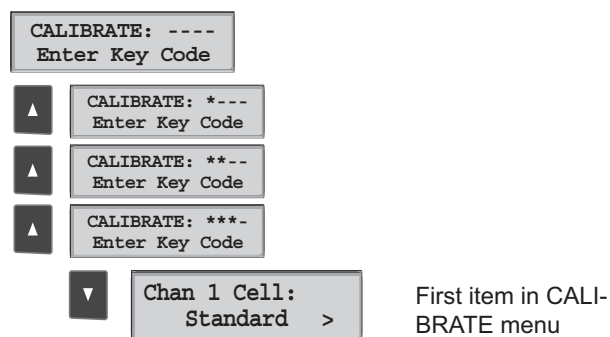 CALIBRATE: ----
Enter Key Code
CALIBRATE: *---
Enter Key Code
CALIBRATE: **--
Enter Key Code
CALIBRATE: ***-
Enter Key Code
Chan 1 Cell:
Standard >
First item in CALI-
BRATE menu